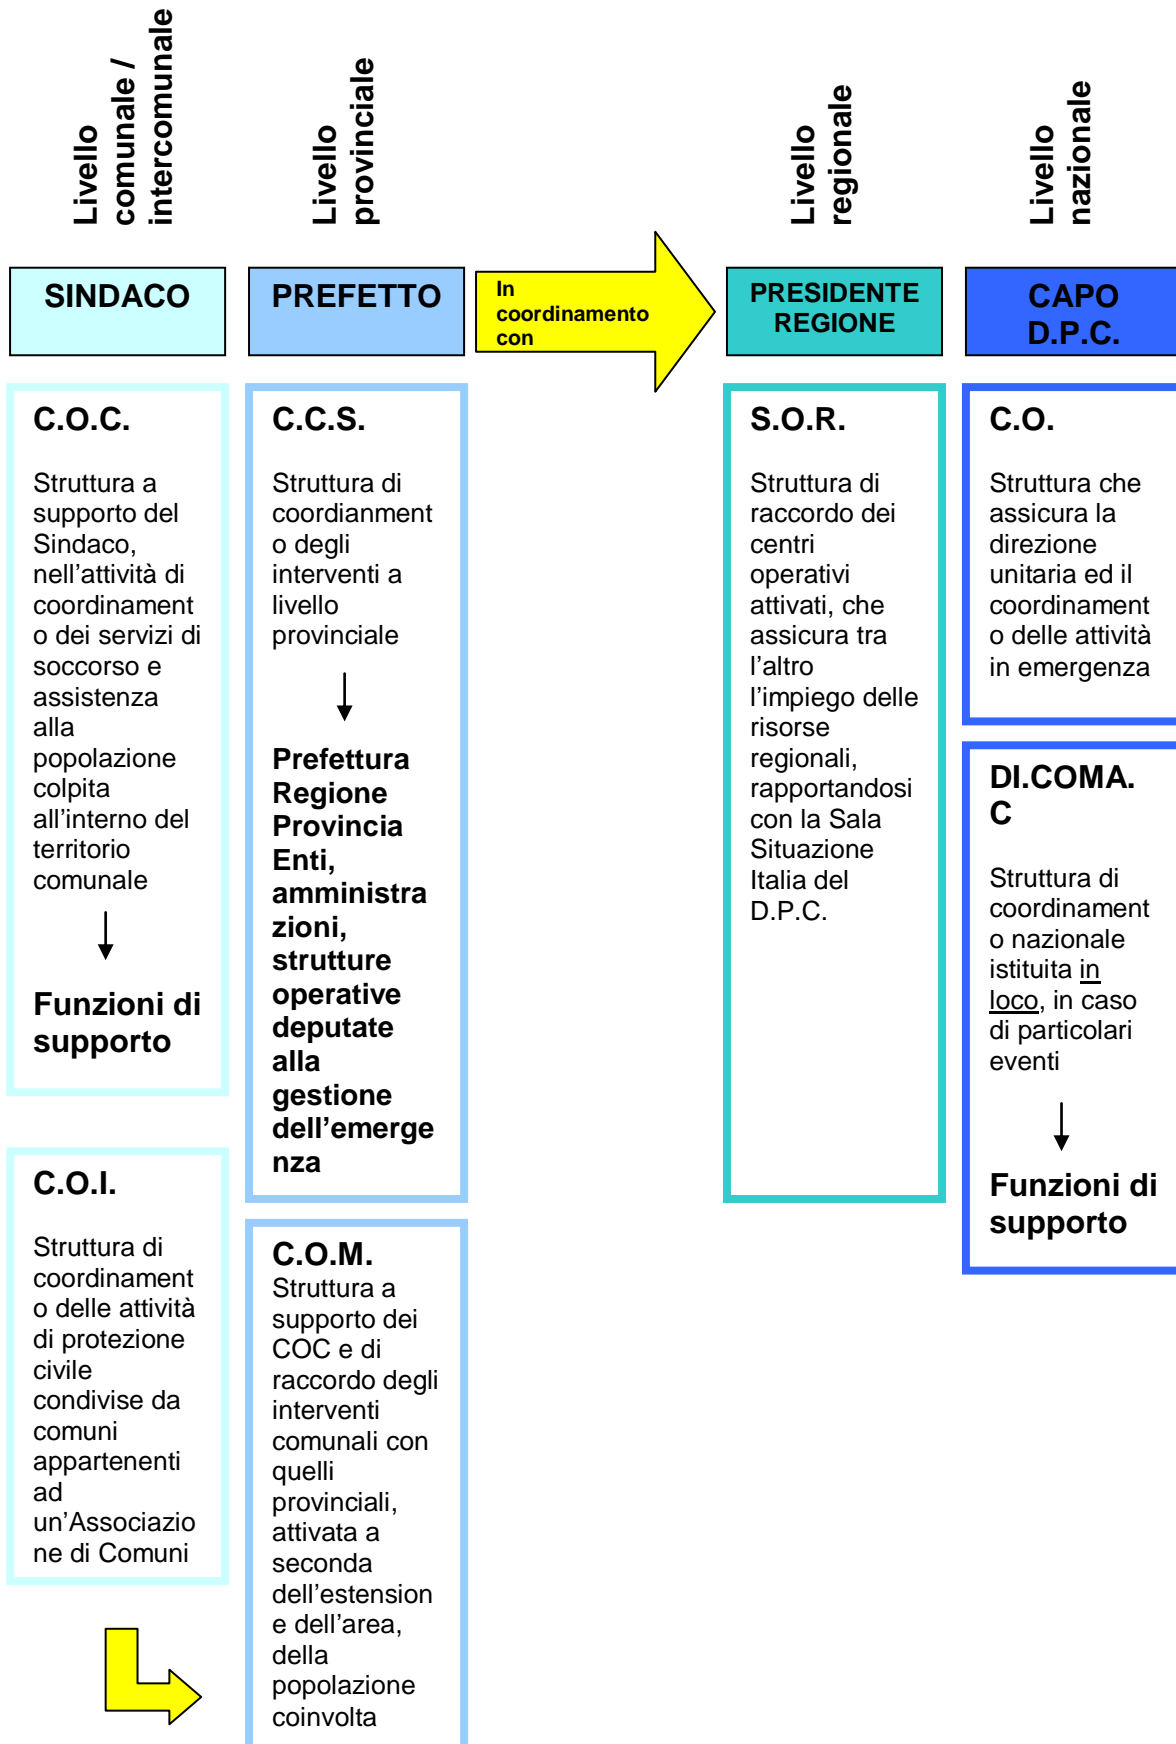 Livello
comunale /
intercomunale
Livello
provinciale
Livello
regionale
Livello
nazionale
SINDACO
PREFETTO
In
coordinamento
con
PRESIDENTE
REGIONE
CAPO
D.P.C.
C.O.C.
Struttura a
supporto del
Sindaco,
nell’attività di
coordinament
o dei servizi di
soccorso e
assistenza
alla
popolazione
colpita
all’interno del
territorio
comunale
Funzioni di
supporto
C.O.I.
Struttura di
coordinament
o delle attività
di protezione
civile
condivise da
comuni
appartenenti
ad
un’Associazio
ne di Comuni
C.C.S.
Struttura di
coordianment
o degli
interventi a
livello
provinciale
Prefettura
Regione
Provincia
Enti,
amministra
zioni,
strutture
operative
deputate
alla
gestione
dell’emerge
nza
C.O.M.
Struttura a
supporto dei
COC e di
raccordo degli
interventi
comunali con
quelli
provinciali,
attivata a
seconda
dell’estension
e dell’area,
della
popolazione
coinvolta
S.O.R.
Struttura di
raccordo dei
centri
operativi
attivati, che
assicura tra
l’altro
l’impiego delle
risorse
regionali,
rapportandosi
con la Sala
Situazione
Italia del
D.P.C.
C.O.
Struttura che
assicura la
direzione
unitaria ed il
coordinament
o delle attività
in emergenza
DI.COMA.
C
Struttura di
coordinament
o nazionale
istituita in
loco, in caso
di particolari
eventi
Funzioni di
supporto